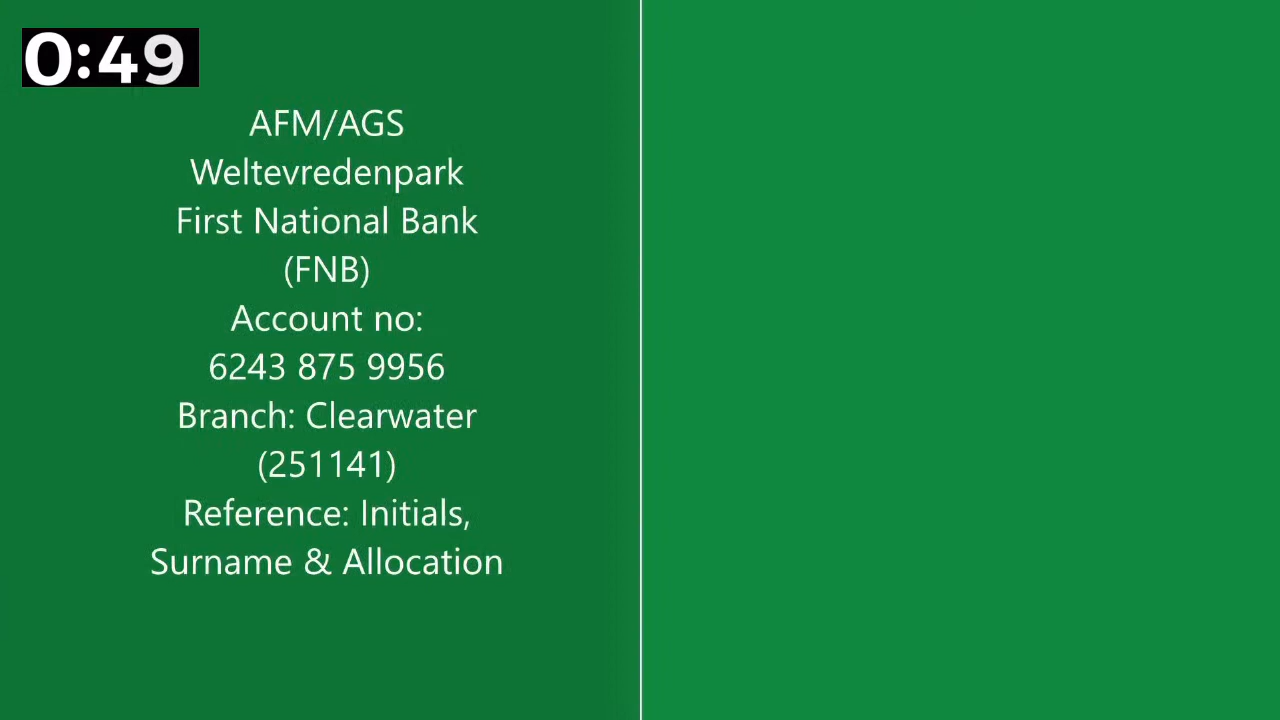 0:49
AFM/AGS
Weltevredenpark
First National Bank
(FNB)
Account no:
6243 875 9956
Branch: Clearwater
(251141)
Reference: Initials,
Surname & Allocation